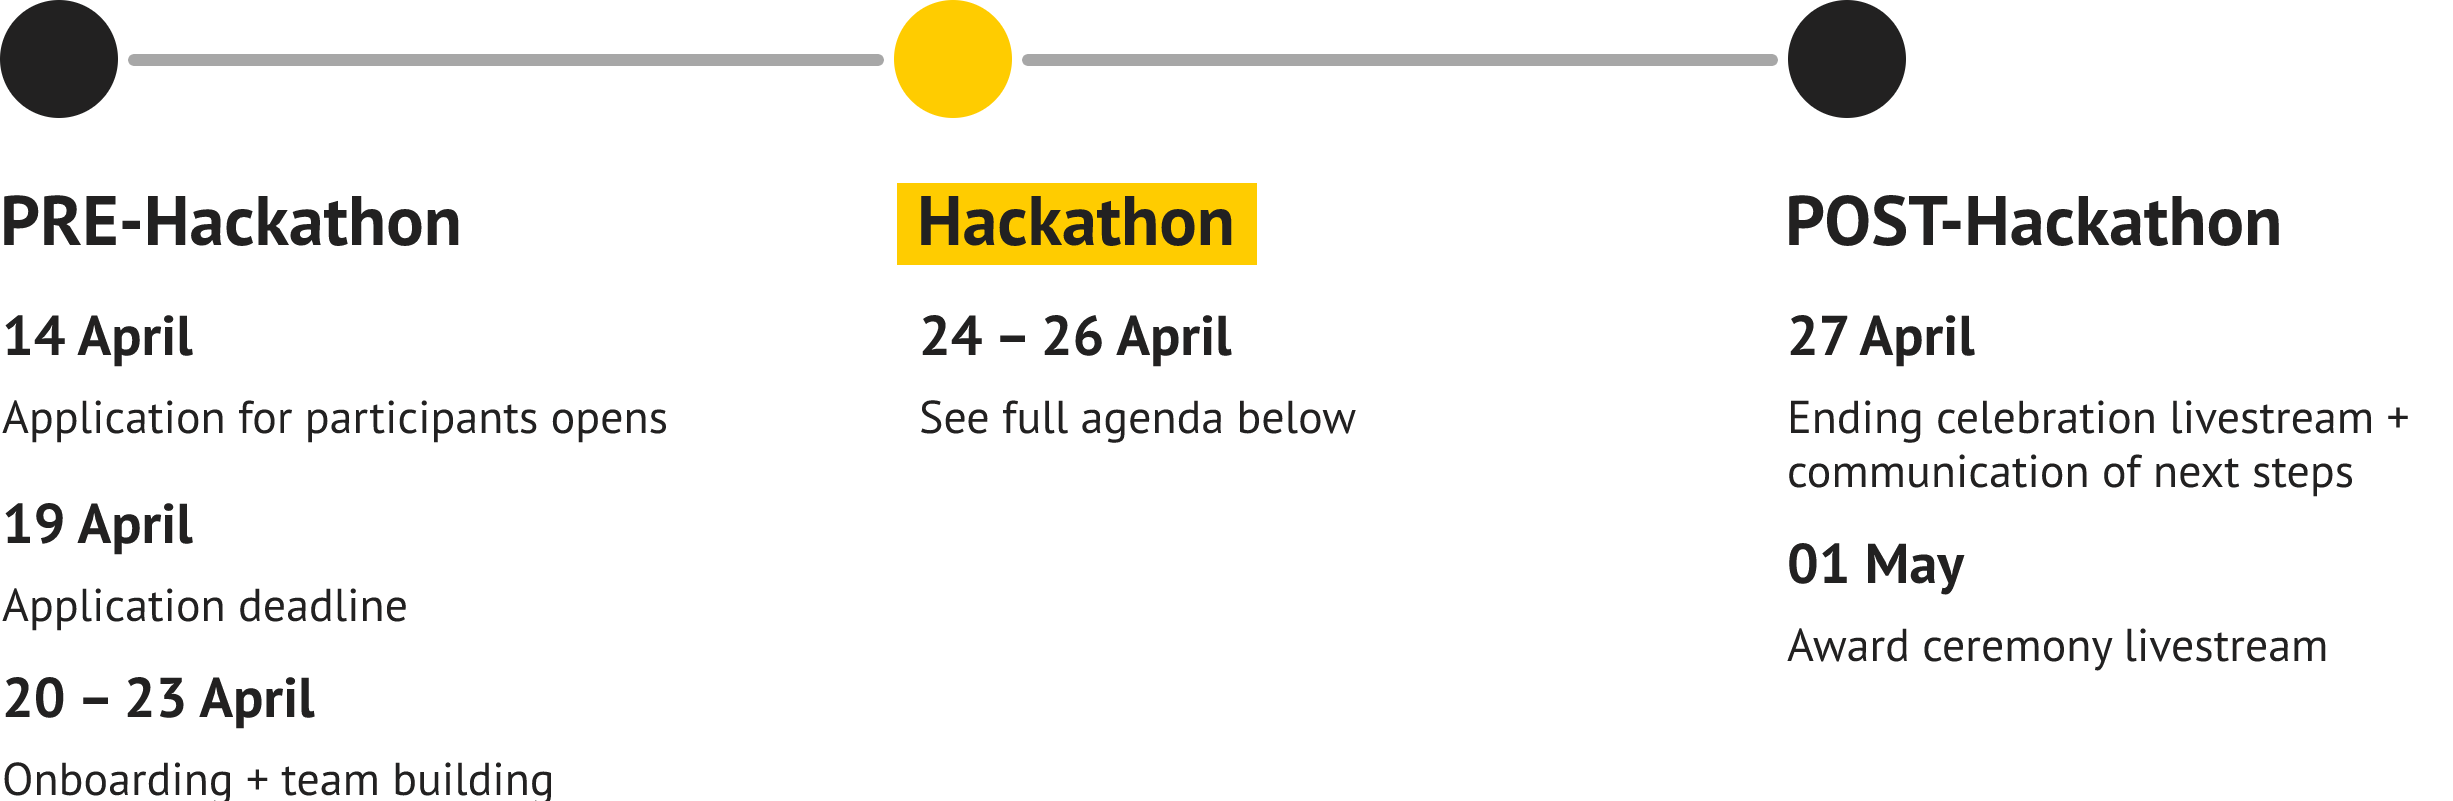 PRE-Hackathon
14 April
Application for participants opens
19 April
Application deadline
20 – 23 April
Onboarding + team building
Hackathon
24 – 26 April
See full agenda below
POST-Hackathon
27 April
Ending celebration livestream +
communication of next steps
01 May
Award ceremony livestream